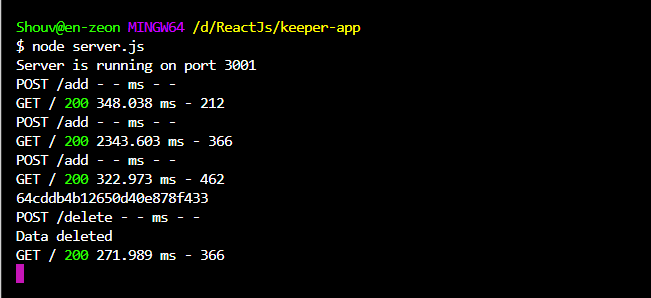 Shouv@en-zeon MINGW64 /d/ReactJs/keeper-app
$ node server.js
Server is running on port 3001
POST /add - - ms - -
GET / 200 348.038 ms - 212
POST /add - - ms - -
GET / 200 2343.603 ms - 366
POST /add - - ms - -
GET / 200 322.973 ms - 462
64cddb4b12650d40e878f433
POST /delete - - ms - -
Data deleted
GET / 200 271.989 ms - 366